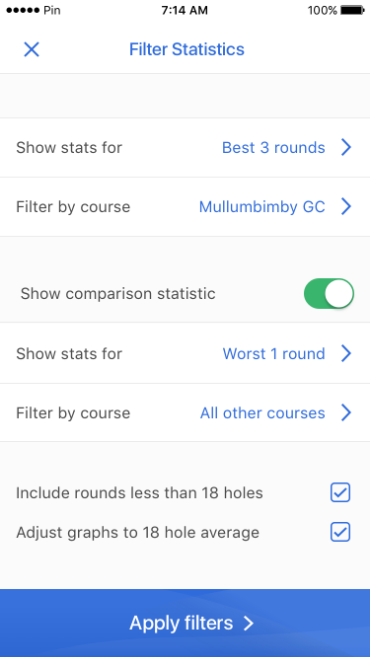 Pin 7:14 AM 100%
Filter Statistics
Show stats for Best 3 rounds
Filter by course Mullumbimby GC
Show comparison statistic
Show stats for Worst 1 round
Filter by course All other courses
Include rounds less than 18 holes
Adjust graphs to 18 hole average
Apply filters